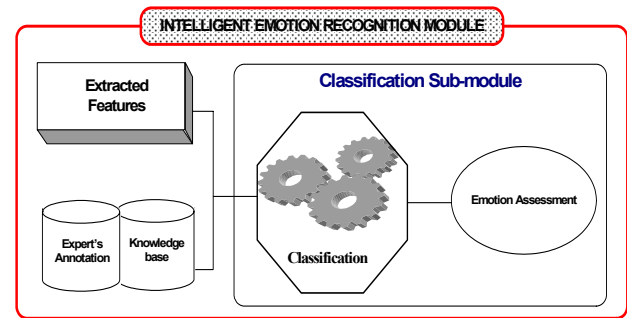 INTELLIGENT EMOTION RECOGNITION MODULE
Extracted
Features
Classification Sub-module
Expert's
Annotation
Knowledge
base
Classification
Emotion Assessment